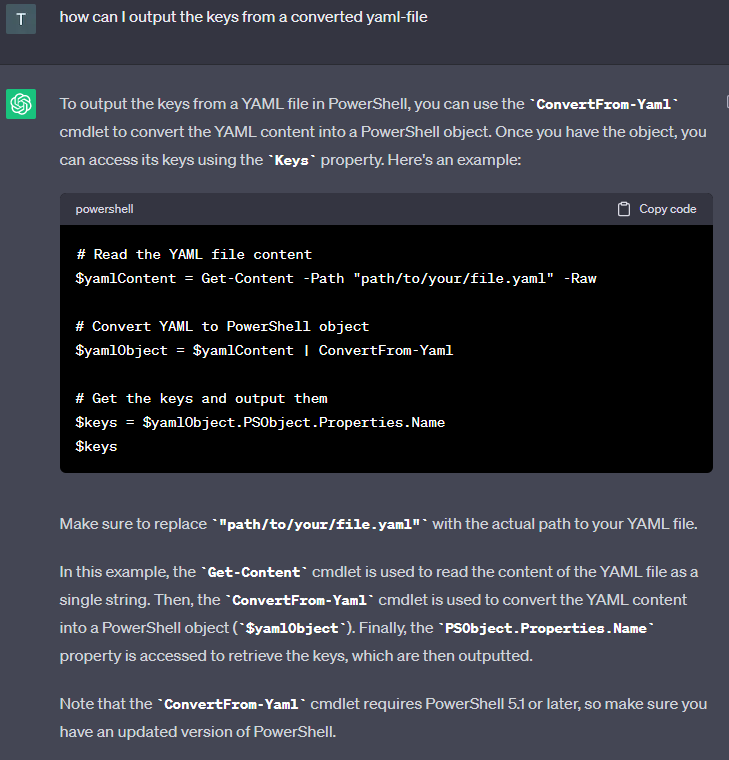 T
how can I output the keys from a converted yaml-file
To output the keys from a YAML file in PowerShell, you can use the `ConvertFrom-Yaml`
cmdlet to convert the YAML content into a PowerShell object. Once you have the object, you
can access its keys using the `Keys` property. Here's an example:
powershell
Copy code
# Read the YAML file content
$yamlContent = Get-Content -Path "path/to/your/file.yaml" -Raw
# Convert YAML to PowerShell object
$yamlObject = $yamlContent | ConvertFrom-Yaml
# Get the keys and output them
$keys = $yamlObject.PSObject.Properties.Name
$keys
Make sure to replace `"path/to/your/file.yaml"` with the actual path to your YAML file.
In this example, the `Get-Content` cmdlet is used to read the content of the YAML file as a
single string. Then, the `ConvertFrom-Yaml` cmdlet is used to convert the YAML content
into a PowerShell object (`$yamlObject`). Finally, the `PSObject.Properties.Name`
property is accessed to retrieve the keys, which are then outputted.
Note that the `ConvertFrom-Yaml` cmdlet requires PowerShell 5.1 or later, so make sure you
have an updated version of PowerShell.